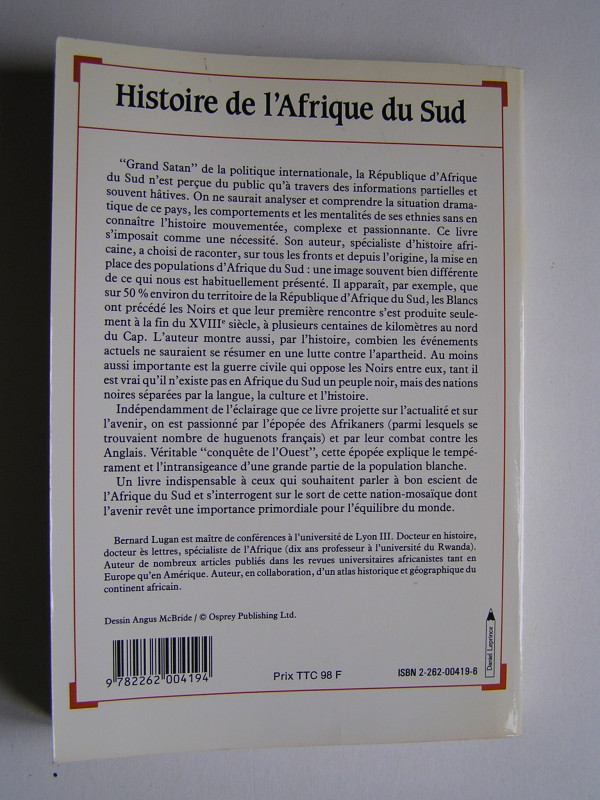 Histoire de l'Afrique du Sud
“Grand Satan” de la politique internationale, la République d'Afrique
du Sud n'est perçue du public qu'à travers des informations partielles et
souvent hâtives. On ne saurait analyser et comprendre la situation drama-
tique de ce pays, les comportements et les mentalités de ses ethnies sans en
connaître l'histoire mouvementée, complexe et passionnante. Ce livre
s'imposait comme une nécessité. Son auteur, spécialiste d'histoire afri-
caine, a choisi de raconter, sur tous les fronts et depuis l'origine, la mise en
place des populations d'Afrique du Sud : une image souvent bien différente
de ce qui nous est habituellement présenté. Il apparaît, par exemple, que
sur 50 % environ du territoire de la République d'Afrique du Sud, les Blancs
ont précédé les Noirs et que leur première rencontre s'est produite seule-
ment à la fin du XVIIIe siècle, à plusieurs centaines de kilomètres au nord
du Cap. L'auteur montre aussi, par l'histoire, combien les événements
actuels ne sauraient se résumer en une lutte contre l'apartheid. Au moins
aussi importante est la guerre civile qui oppose les Noirs entre eux, tant il
est vrai qu'il n'existe pas en Afrique du Sud un peuple noir, mais des nations
noires séparées par la langue, la culture et l'histoire.
Indépendamment de l'éclairage que ce livre projette sur l'actualité et sur
l'avenir, on est passionné par l'épopée des Afrikaners (parmi lesquels se
trouvaient nombre de huguenots français) et par leur combat contre les
Anglais. Véritable “conquête de l'Ouest”, cette épopée explique le tempé-
rament et l'intransigeance d'une grande partie de la population blanche.
Un livre indispensable à ceux qui souhaitent parler à bon escient de
l'Afrique du Sud et s'interrogent sur le sort de cette nation-mosaïque dont
l'avenir revêt une importance primordiale pour l'équilibre du monde.
Bernard Lugan est maître de conférences à l'université de Lyon III. Docteur en histoire,
docteur ès lettres, spécialiste de l'Afrique (dix ans professeur à l'université du Rwanda).
Auteur de nombreux articles publiés dans les revues universitaires africanistes tant en
Europe qu'en Amérique. Auteur, en collaboration, d'un atlas historique et géographique du
continent africain.
Dessin Angus McBride / © Osprey Publishing Ltd.
Daniel Leprince
9 782262 004194
Prix TTC 98 F
ISBN 2-262-00419-6